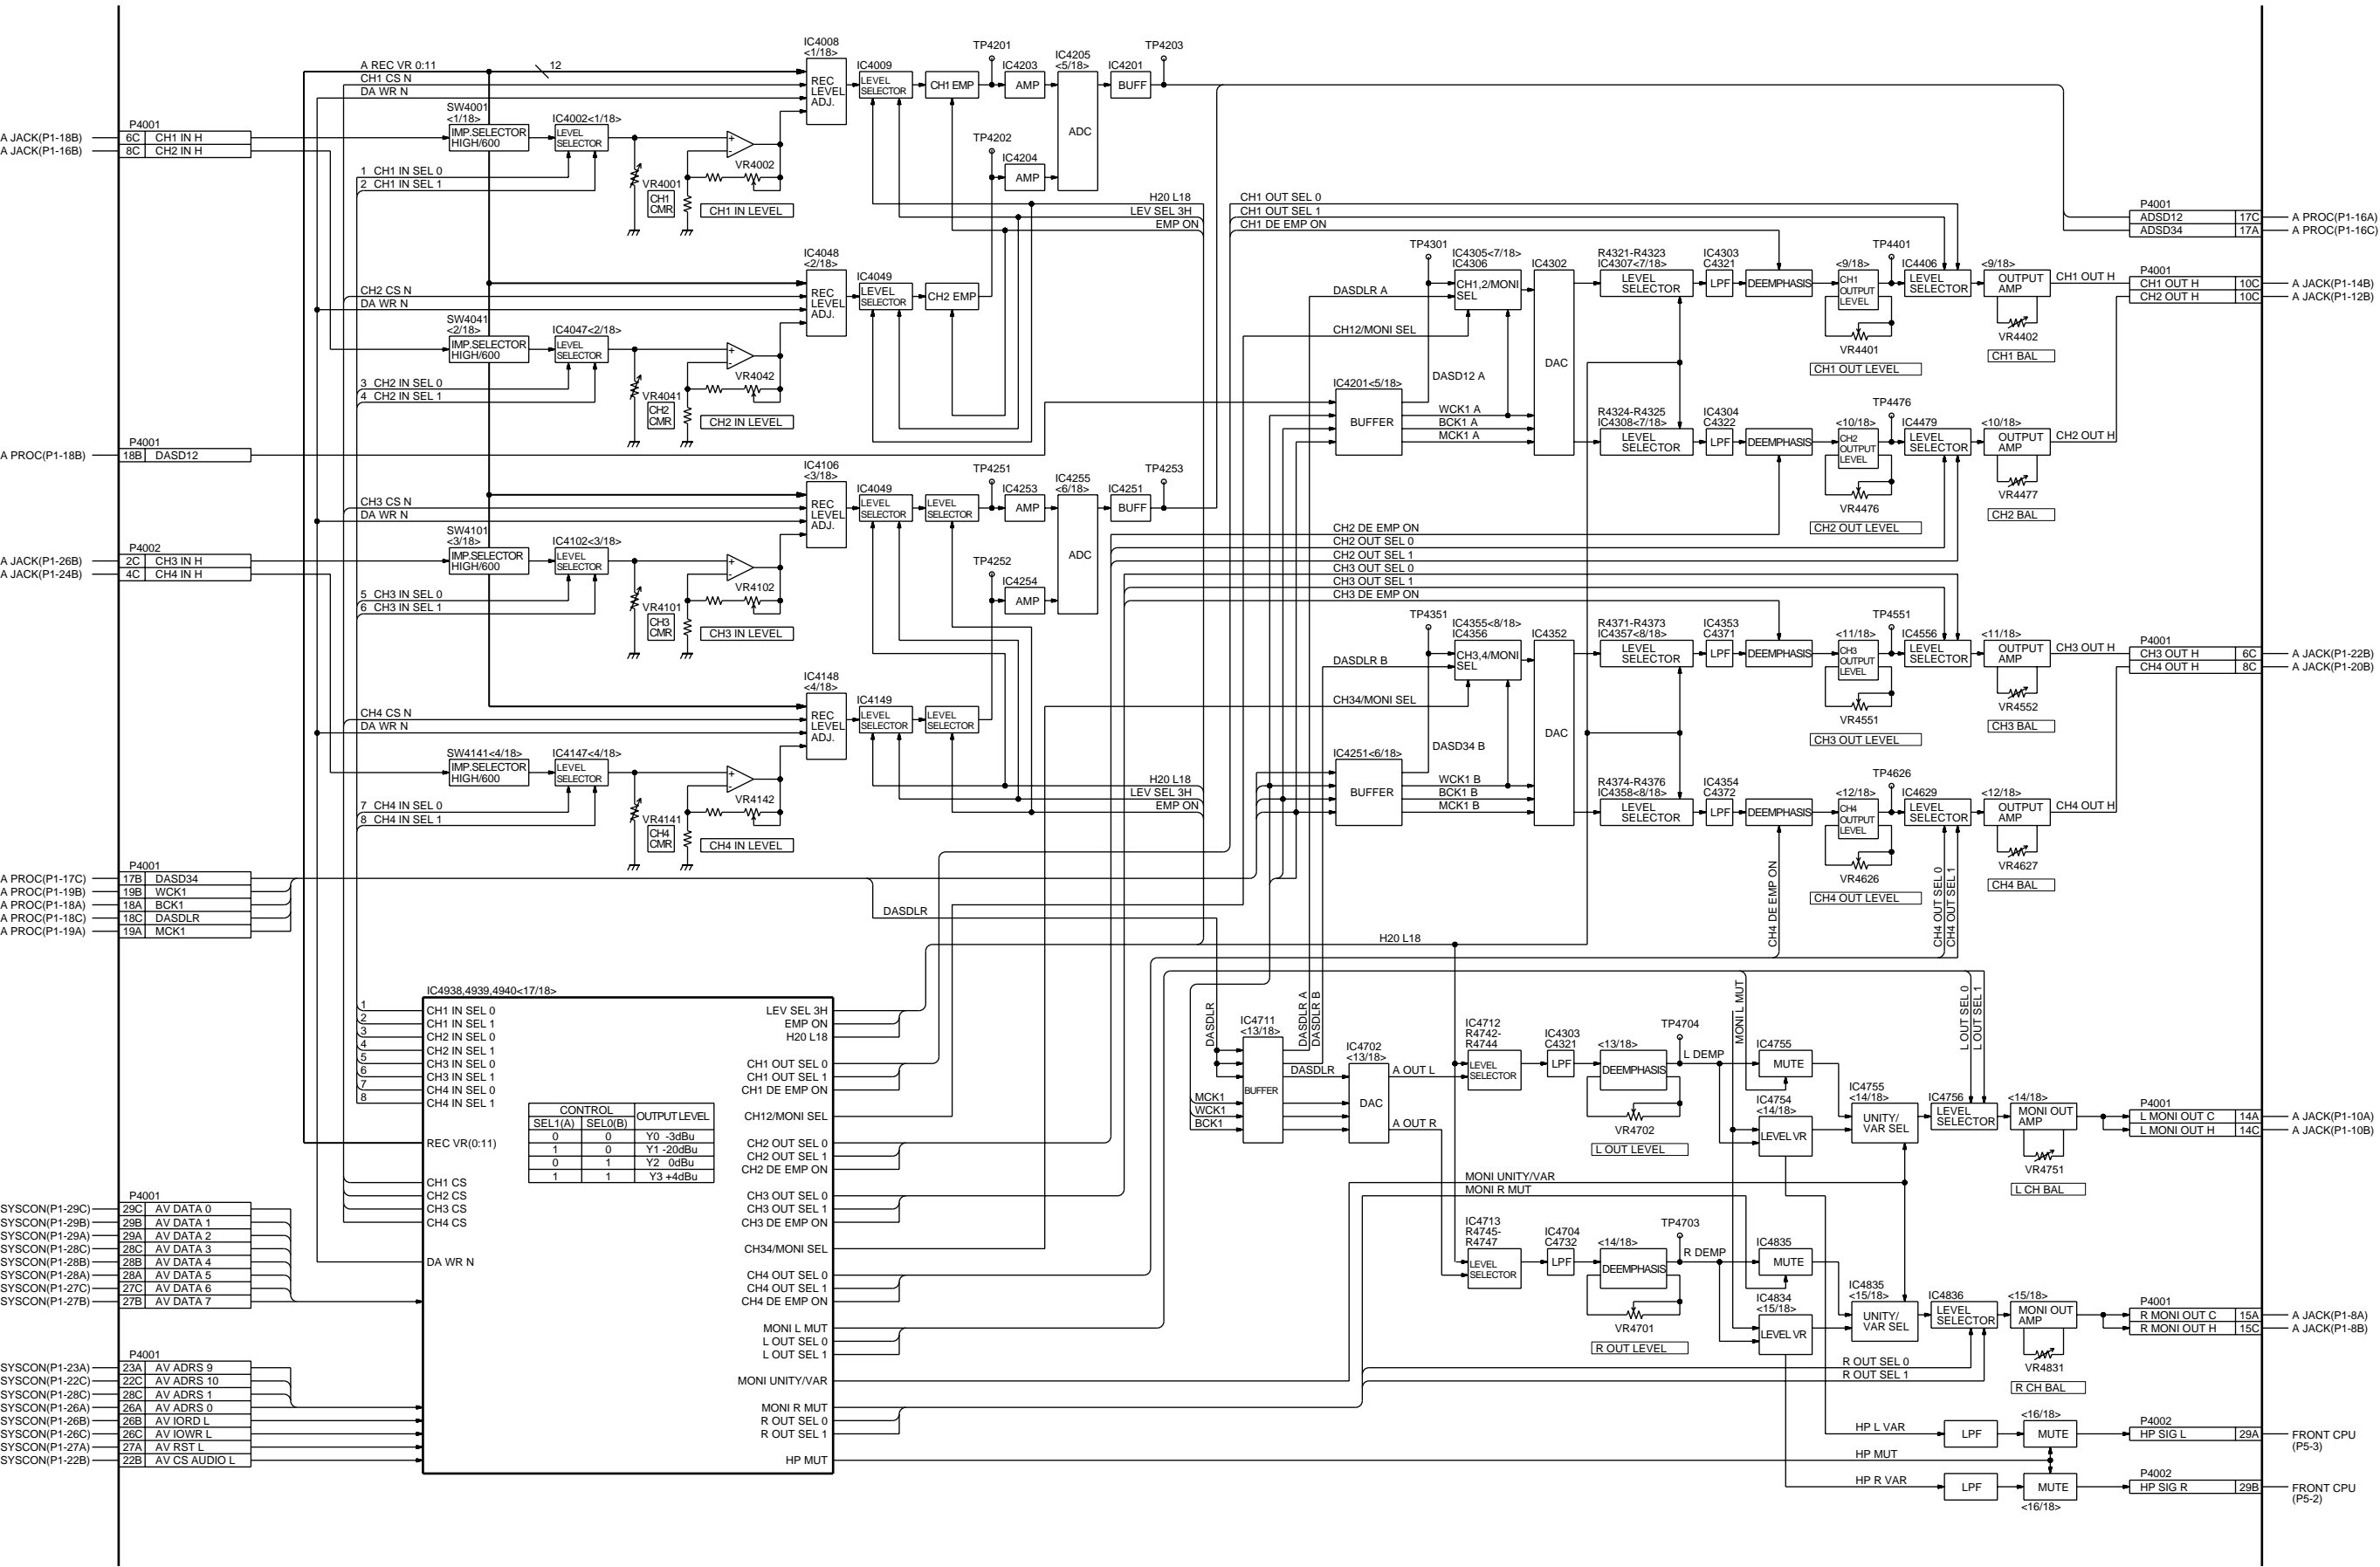 A JACK(P1-18B)
A JACK(P1-16B)
P4001
6C CH1 IN H
8C CH2 IN H
A REC VR 0:11
12
CH1 CS N
DA WR N
SW4001
<1/18>
IMP.SELECTOR
HIGH/600
IC4002<1/18>
LEVEL
SELECTOR
1 CH1 IN SEL 0
2 CH1 IN SEL 1
VR4001
CH1
CMR
+
-
VR4002
CH1 IN LEVEL
IC4008
<1/18>
REC
LEVEL
ADJ.
IC4009
LEVEL
SELECTOR
CH1 EMP
TP4201
IC4203
AMP
IC4205
<5/18>
ADC
IC4201
BUFF
TP4203
TP4202
IC4204
AMP
H20 L18
LEV SEL 3H
EMP ON
CH2 CS N
DA WR N
SW4041
<2/18>
IMP.SELECTOR
HIGH/600
IC4047<2/18>
LEVEL
SELECTOR
3 CH2 IN SEL 0
4 CH2 IN SEL 1
VR4041
CH2
CMR
+
-
VR4042
CH2 IN LEVEL
IC4048
<2/18>
REC
LEVEL
ADJ.
IC4049
LEVEL
SELECTOR
CH2 EMP
A PROC(P1-18B)
P4001
18B DASD12
A JACK(P1-26B)
A JACK(P1-24B)
P4002
2C CH3 IN H
4C CH4 IN H
CH3 CS N
DA WR N
SW4101
<3/18>
IMP.SELECTOR
HIGH/600
IC4102<3/18>
LEVEL
SELECTOR
5 CH3 IN SEL 0
6 CH3 IN SEL 1
VR4101
CH3
CMR
+
-
VR4102
CH3 IN LEVEL
IC4106
<3/18>
REC
LEVEL
ADJ.
IC4049
LEVEL
SELECTOR
LEVEL
SELECTOR
TP4251
IC4253
AMP
IC4255
<6/18>
ADC
IC4251
BUFF
TP4253
TP4252
IC4254
AMP
CH4 CS N
DA WR N
SW4141<4/18>
IMP.SELECTOR
HIGH/600
IC4147<4/18>
LEVEL
SELECTOR
7 CH4 IN SEL 0
8 CH4 IN SEL 1
VR4141
CH4
CMR
+
-
VR4142
CH4 IN LEVEL
IC4148
<4/18>
REC
LEVEL
ADJ.
IC4149
LEVEL
SELECTOR
LEVEL
SELECTOR
H20 L18
LEV SEL 3H
EMP ON
CH1 OUT SEL 0
CH1 OUT SEL 1
CH1 DE EMP ON
TP4301
IC4305<7/18>
IC4306
CH1,2/MONI
SEL
DASDLR A
CH12/MONI SEL
DASD12 A
IC4201<5/18>
BUFFER
WCK1 A
BCK1 A
MCK1 A
IC4302
DAC
R4321-R4323
IC4307<7/18>
LEVEL
SELECTOR
IC4303
C4321
LPF
DEEMPHASIS
<9/18>
CH1
OUTPUT
LEVEL
TP4401
VR4401
CH1 OUT LEVEL
IC4406
LEVEL
SELECTOR
<9/18>
OUTPUT
AMP
VR4402
CH1 BAL
CH1 OUT H
R4324-R4325
IC4308<7/18>
LEVEL
SELECTOR
IC4304
C4322
LPF
DEEMPHASIS
<10/18>
CH2
OUTPUT
LEVEL
TP4476
VR4476
CH2 OUT LEVEL
IC4479
LEVEL
SELECTOR
<10/18>
OUTPUT
AMP
VR4477
CH2 BAL
CH2 OUT H
P4001
ADSD12 17C
ADSD34 17A
A PROC(P1-16A)
A PROC(P1-16C)
P4001
CH1 OUT H 10C
CH2 OUT H 10C
A JACK(P1-14B)
A JACK(P1-12B)
CH2 DE EMP ON
CH2 OUT SEL 0
CH2 OUT SEL 1
CH3 OUT SEL 0
CH3 OUT SEL 1
CH3 DE EMP ON
TP4351
IC4355<8/18>
IC4356
CH3,4/MONI
SEL
DASDLR B
CH34/MONI SEL
DASD34 B
IC4251<6/18>
BUFFER
WCK1 B
BCK1 B
MCK1 B
IC4352
DAC
R4371-R4373
IC4357<8/18>
LEVEL
SELECTOR
IC4353
C4371
LPF
DEEMPHASIS
<11/18>
CH3
OUTPUT
LEVEL
TP4551
VR4551
CH3 OUT LEVEL
IC4556
LEVEL
SELECTOR
<11/18>
OUTPUT
AMP
VR4552
CH3 BAL
CH3 OUT H
R4374-R4376
IC4358<8/18>
LEVEL
SELECTOR
IC4354
C4372
LPF
DEEMPHASIS
<12/18>
CH4
OUTPUT
LEVEL
TP4626
VR4626
CH4 OUT LEVEL
IC4629
LEVEL
SELECTOR
<12/18>
OUTPUT
AMP
VR4627
CH4 BAL
CH4 OUT H
CH4 DE EMP ON
CH4 OUT SEL 0
CH4 OUT SEL 1
P4001
CH3 OUT H 6C
CH4 OUT H 8C
A JACK(P1-22B)
A JACK(P1-20B)
A PROC(P1-17C)
A PROC(P1-19B)
A PROC(P1-18A)
A PROC(P1-18C)
A PROC(P1-19A)
P4001
17B DASD34
19B WCK1
18A BCK1
18C DASDLR
19A MCK1
DASDLR
H20 L18
IC4938,4939,4940<17/18>
1 CH1 IN SEL 0
2 CH1 IN SEL 1
3 CH2 IN SEL 0
4 CH2 IN SEL 1
5 CH3 IN SEL 0
6 CH3 IN SEL 1
7 CH4 IN SEL 0
8 CH4 IN SEL 1
REC VR(0:11)
CH1 CS
CH2 CS
CH3 CS
CH4 CS
DA WR N
CONTROL OUTPUT LEVEL
SEL1(A) SEL0(B)
0 0 Y0 -3dBu
1 0 Y1 -20dBu
0 1 Y2 0dBu
1 1 Y3 +4dBu
LEV SEL 3H
EMP ON
H20 L18
CH1 OUT SEL 0
CH1 OUT SEL 1
CH1 DE EMP ON
CH12/MONI SEL
CH2 OUT SEL 0
CH2 OUT SEL 1
CH2 DE EMP ON
CH3 OUT SEL 0
CH3 OUT SEL 1
CH3 DE EMP ON
CH34/MONI SEL
CH4 OUT SEL 0
CH4 OUT SEL 1
CH4 DE EMP ON
MONI L MUT
L OUT SEL 0
L OUT SEL 1
MONI UNITY/VAR
MONI R MUT
R OUT SEL 0
R OUT SEL 1
HP MUT
SYSCON(P1-29C)
SYSCON(P1-29B)
SYSCON(P1-29A)
SYSCON(P1-28C)
SYSCON(P1-28B)
SYSCON(P1-28A)
SYSCON(P1-27C)
SYSCON(P1-27B)
P4001
29C AV DATA 0
29B AV DATA 1
29A AV DATA 2
28C AV DATA 3
28B AV DATA 4
28A AV DATA 5
27C AV DATA 6
27B AV DATA 7
SYSCON(P1-23A)
SYSCON(P1-22C)
SYSCON(P1-28C)
SYSCON(P1-26A)
SYSCON(P1-26B)
SYSCON(P1-26C)
SYSCON(P1-27A)
SYSCON(P1-22B)
P4001
23A AV ADRS 9
22C AV ADRS 10
28C AV ADRS 1
26A AV ADRS 0
26B AV IORD L
26C AV IOWR L
27A AV RST L
22B AV CS AUDIO L
DASDLR
IC4711
<13/18>
BUFFER
MCK1
WCK1
BCK1
DASDLR A
DASDLR B
DASDLR
IC4702
<13/18>
DAC
A OUT L
A OUT R
IC4712
R4742-
R4744
LEVEL
SELECTOR
IC4303
C4321
LPF
<13/18>
DEEMPHASIS
VR4702
L OUT LEVEL
TP4704
L DEMP
MONI L MUT
IC4755
MUTE
IC4754
<14/18>
LEVEL VR
IC4755
<14/18>
UNITY/
VAR SEL
L OUT SEL 0
L OUT SEL 1
IC4756
LEVEL
SELECTOR
<14/18>
MONI OUT
AMP
VR4751
L CH BAL
P4001
L MONI OUT C 14A
L MONI OUT H 14C
A JACK(P1-10A)
A JACK(P1-10B)
MONI UNITY/VAR
MONI R MUT
IC4713
R4745-
R4747
LEVEL
SELECTOR
IC4704
C4732
LPF
<14/18>
DEEMPHASIS
VR4701
R OUT LEVEL
TP4703
R DEMP
IC4835
MUTE
IC4834
<15/18>
LEVEL VR
IC4835
<15/18>
UNITY/
VAR SEL
IC4836
LEVEL
SELECTOR
<15/18>
MONI OUT
AMP
VR4831
R CH BAL
R OUT SEL 0
R OUT SEL 1
P4001
R MONI OUT C 15A
R MONI OUT H 15C
A JACK(P1-8A)
A JACK(P1-8B)
HP L VAR
LPF
<16/18>
MUTE
P4002
HP SIG L 29A
FRONT CPU
(P5-3)
HP MUT
HP R VAR
LPF
MUTE
<16/18>
P4002
HP SIG R 29B
FRONT CPU
(P5-2)